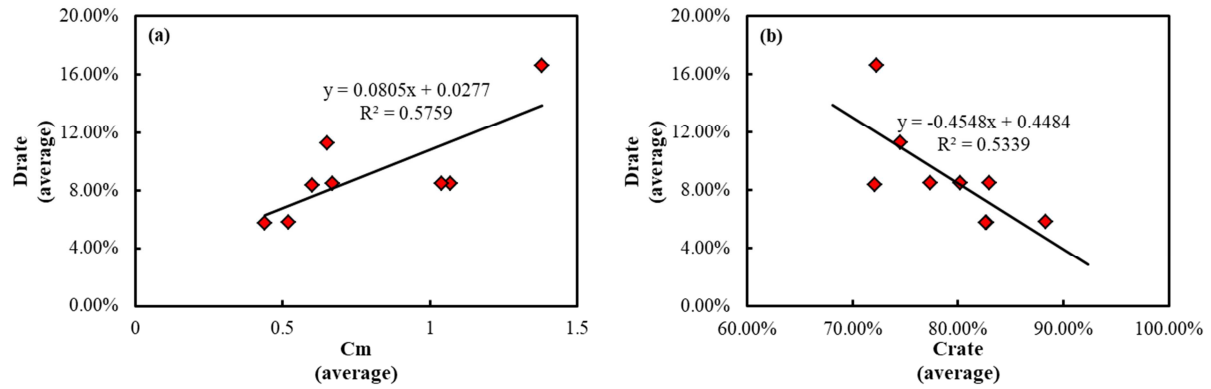 20.00%
16.00%
12.00%
8.00%
4.00%
0.00%
Drate
(average)
(a)
y = 0.0805x + 0.0277
R² = 0.5759
0
0.5
1
1.5
Cm
(average)
20.00%
16.00%
12.00%
8.00%
4.00%
0.00%
Drate
(average)
(b)
y = -0.4548x + 0.4484
R² = 0.5339
60.00%
70.00%
80.00%
90.00%
100.00%
Crate
(average)